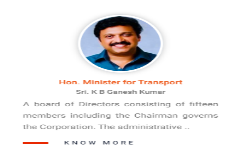 Hon. Minister for Transport
Sri. K B Ganesh Kumar
A board of Directors consisting of fifteen
members including the Chairman governs
the Corporation. The administrative ..
KNOW MORE